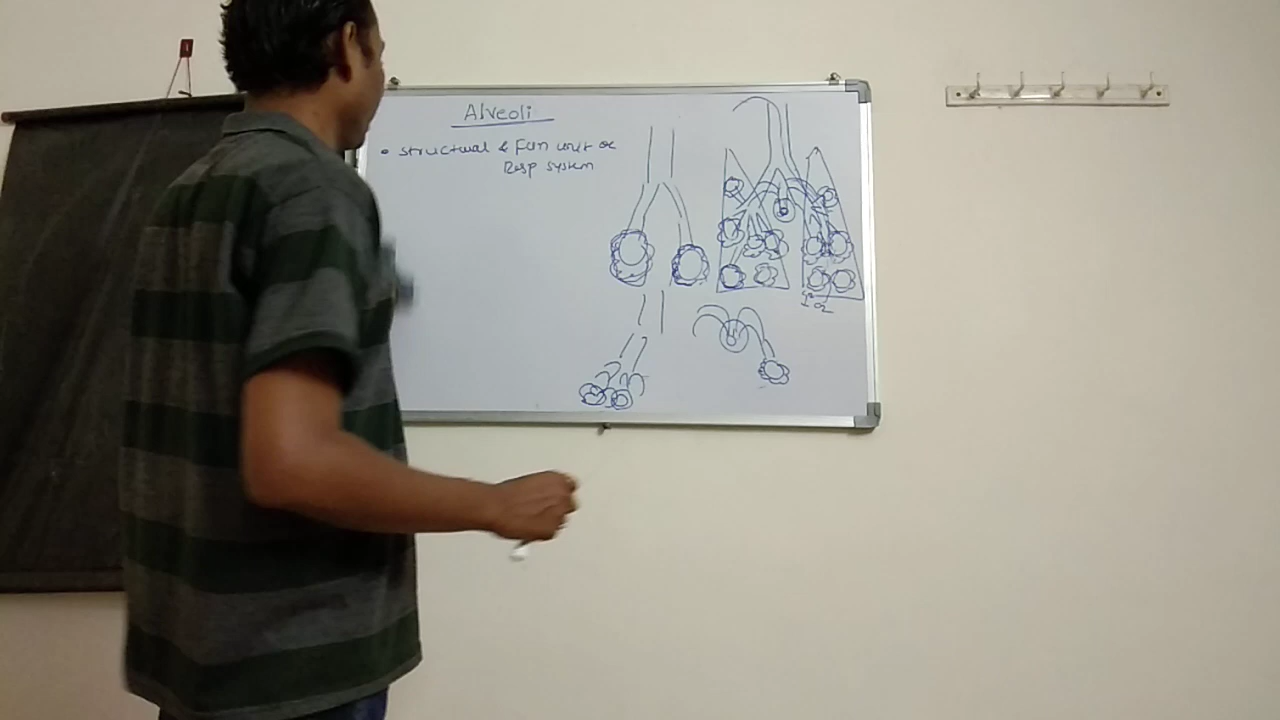 Alveoli
• Structural & Fun unit of
Resp system